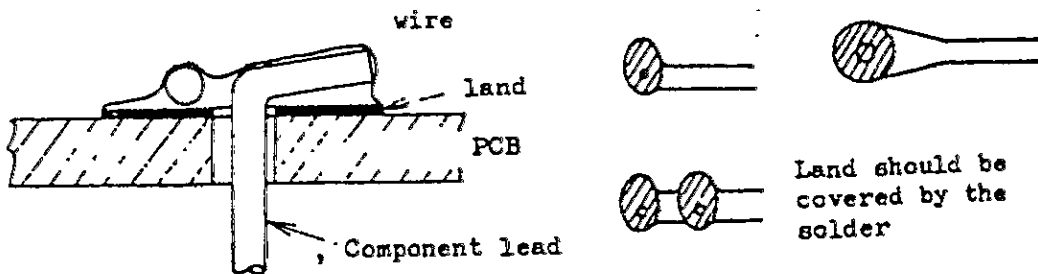 wire
land
PCB
Component lead
Land should be
covered by the
solder